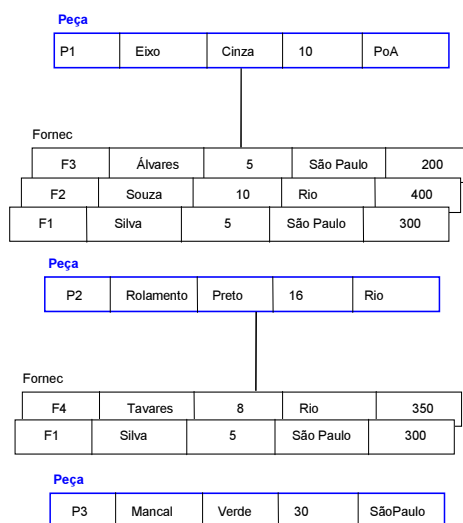 Peça
P1 Eixo Cinza 10 PoA
Fornec
F3 Álvares 5 São Paulo 200
F2 Souza 10 Rio 400
F1 Silva 5 São Paulo 300
Peça
P2 Rolamento Preto 16 Rio
Fornec
F4 Tavares 8 Rio 350
F1 Silva 5 São Paulo 300
Peça
P3 Mancal Verde 30 SãoPaulo